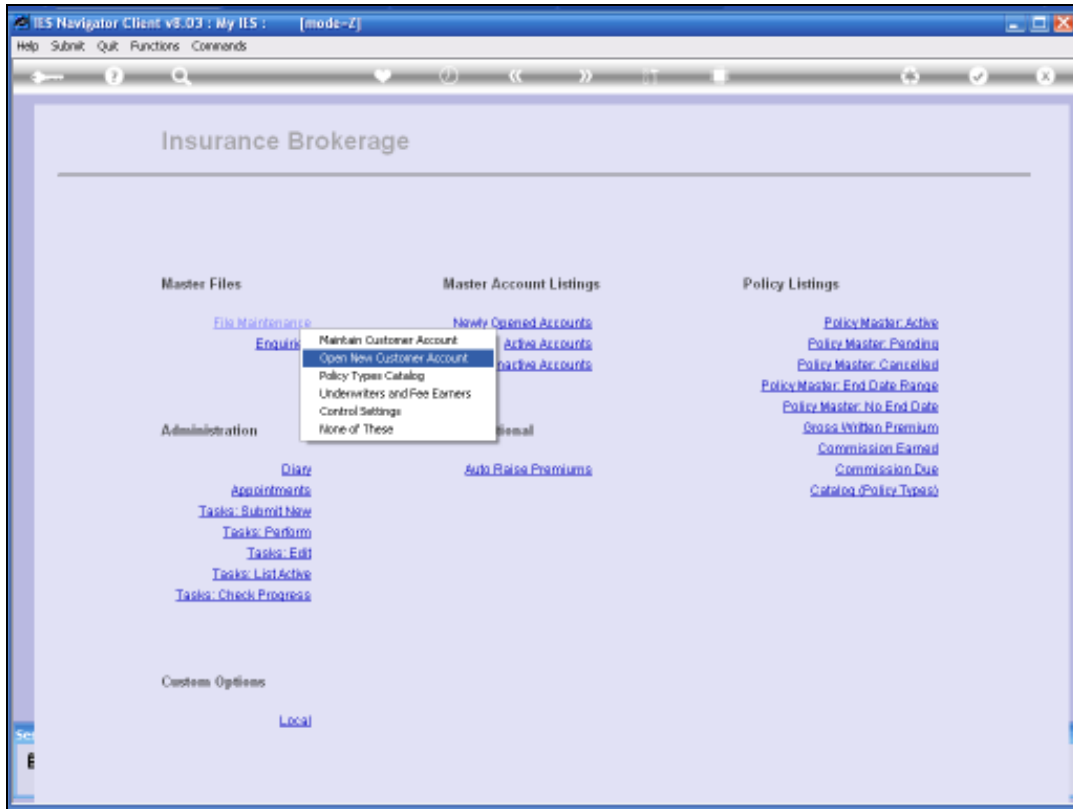 IES Navigator Client v8.03 : My IES : [mode=Z]
Help Submit Quit Functions Commands
Insurance Brokerage
Master Files
File Maintenance
Maintain Customer Account
Open New Customer Account
Policy Types Catalog
Underwriters and Fee Earners
Control Settings
None of These
Administration
Diary
Appointments
Tasks: Submit New
Tasks: Perform
Tasks: Edit
Tasks: List Active
Tasks: Check Progress
Custom Options
Local
Master Account Listings
Newly Opened Accounts
Active Accounts
Accounts
Auto Raise Premiums
Policy Listings
Policy Master: Active
Policy Master: Pending
Policy Master: Cancelled
Policy Master: End Date Range
Policy Master: No End Date
Gross Written Premium
Commission Earned
Commission Due
Catalog (Policy Types)